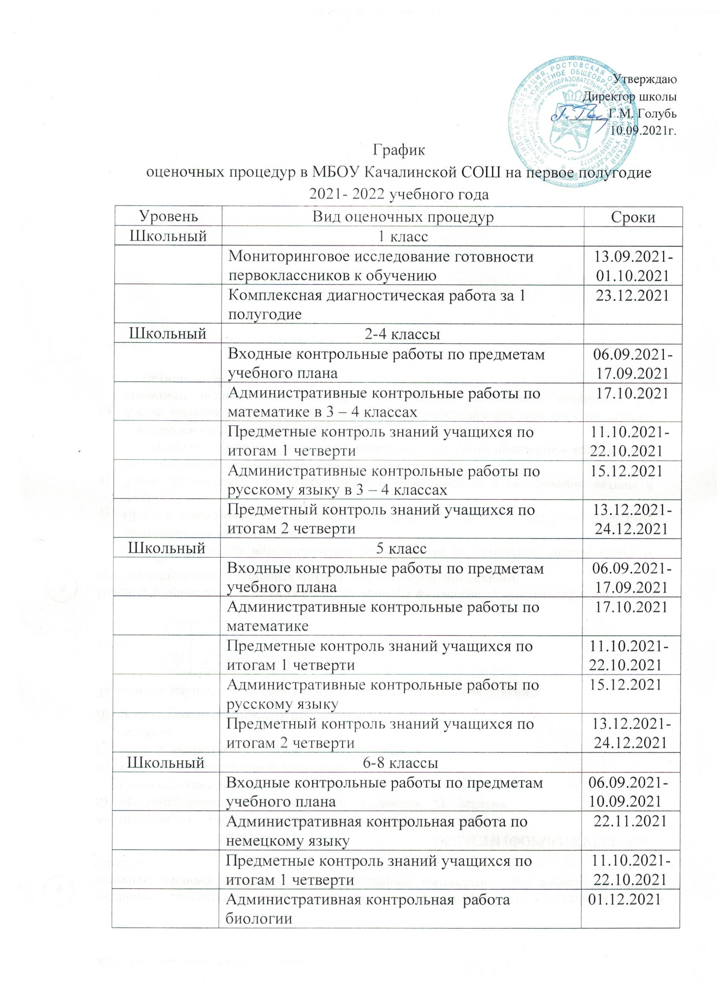 Утверждаю
Директор школы
Г.М. Голубь
10.09.2021г.
График
оценочных процедур в МБОУ Качалинской СОШ на первое полугодие
2021- 2022 учебного года
Уровень Вид оценочных процедур Сроки
Школьный 1 класс
Мониторинговое исследование готовности 13.09.2021-
первоклассников к обучению 01.10.2021
Комплексная диагностическая работа за 1 23.12.2021
полугодие
Школьный 2-4 классы
Входные контрольные работы по предметам 06.09.2021-
учебного плана 17.09.2021
Административные контрольные работы по 17.10.2021
математике в 3 – 4 классах
Предметные контроль знаний учащихся по 11.10.2021-
итогам 1 четверти 22.10.2021
Административные контрольные работы по 15.12.2021
русскому языку в 3 – 4 классах
Предметный контроль знаний учащихся по 13.12.2021-
итогам 2 четверти 24.12.2021
Школьный 5 класс
Входные контрольные работы по предметам 06.09.2021-
учебного плана 17.09.2021
Административные контрольные работы по 17.10.2021
математике
Предметные контроль знаний учащихся по 11.10.2021-
итогам 1 четверти 22.10.2021
Административные контрольные работы по 15.12.2021
русскому языку
Предметный контроль знаний учащихся по 13.12.2021-
итогам 2 четверти 24.12.2021
Школьный 6-8 классы
Входные контрольные работы по предметам 06.09.2021-
учебного плана 10.09.2021
Административная контрольная работа по 22.11.2021
немецкому языку
Предметные контроль знаний учащихся по 11.10.2021-
итогам 1 четверти 22.10.2021
Административная контрольная работа 01.12.2021
биологии